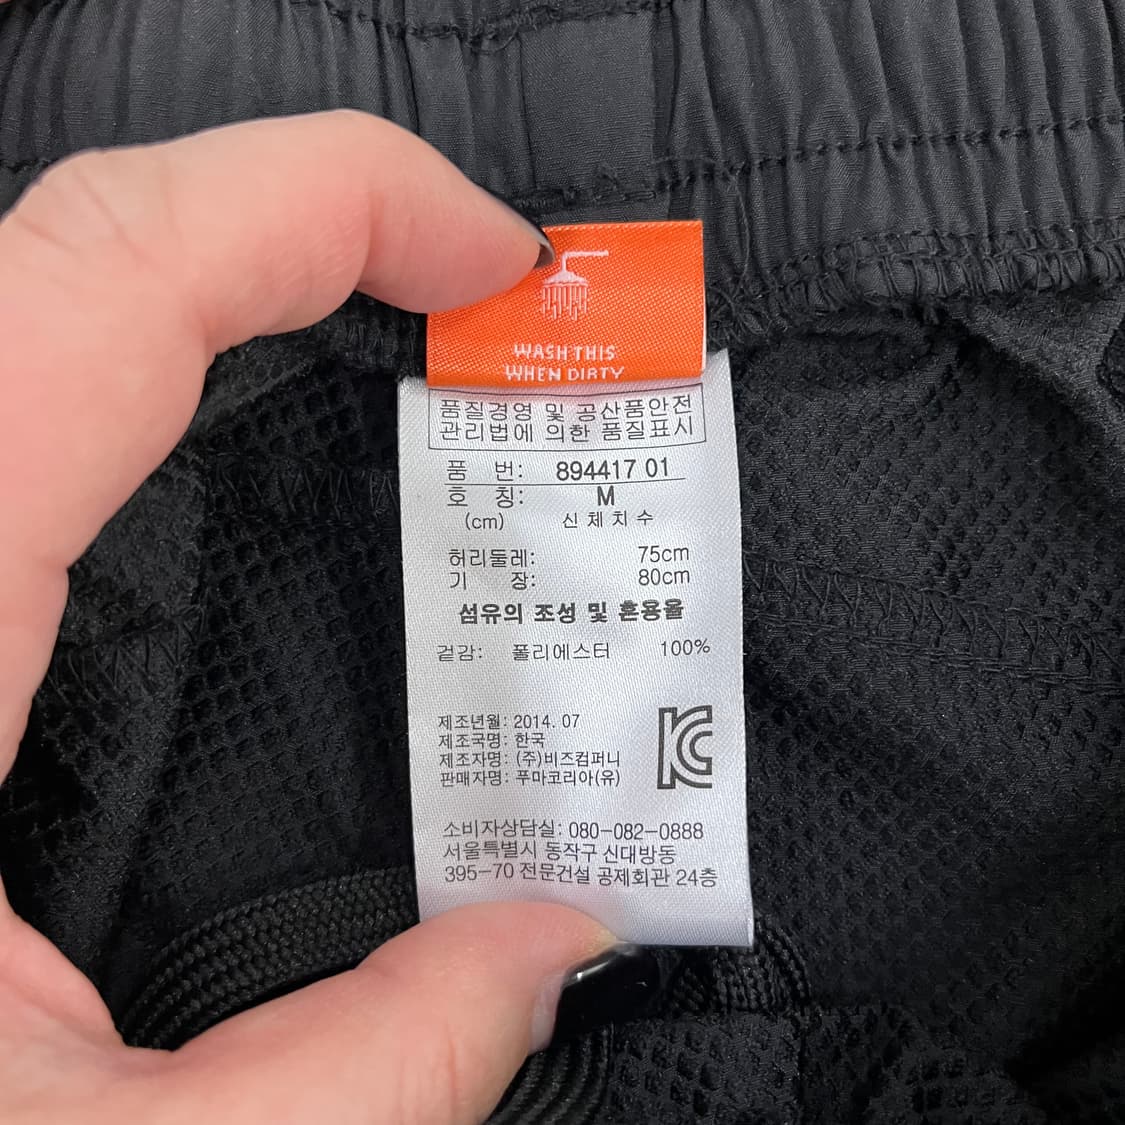 WASH THIS
WHEN DIRTY
품질경영 및 공산품안전
관리법에 의한 품질표시
품 번: 894417 01
호 칭: M
(cm) 신체치수
허리둘레: 75cm
기 장: 80cm
섬유의 조성 및 혼용율
겉감: 폴리에스터 100%
제조년월: 2014. 07
제조국명: 한국
제조자명: (주)비즈컴퍼니
판매자명: 푸마코리아(유)
KC
소비자상담실: 080-082-0888
서울특별시 동작구 신대방동
395-70 전문건설 공제회관 24층